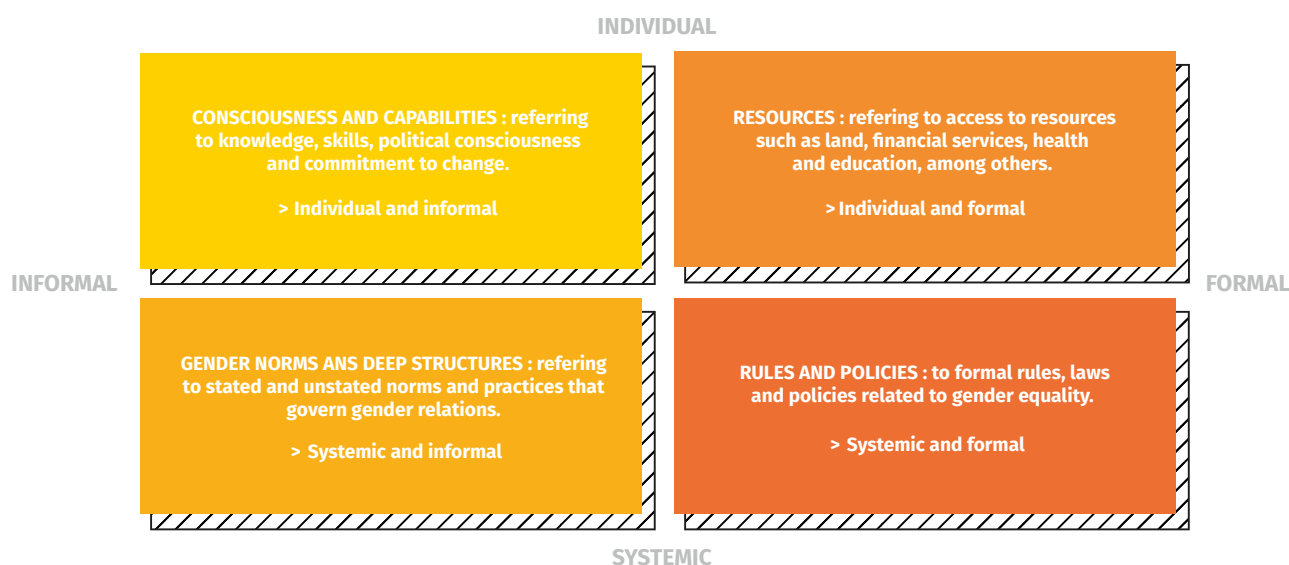 INDIVIDUAL
CONSCIOUSNESS AND CAPABILITIES : referring
to knowledge, skills, political consciousness
and commitment to change.
> Individual and informal
RESOURCES : refering to access to resources
such as land, financial services, health
and education, among others.
> Individual and formal
INFORMAL
FORMAL
GENDER NORMS ANS DEEP STRUCTURES : refering
to stated and unstated norms and practices that
govern gender relations.
> Systemic and informal
RULES AND POLICIES : to formal rules, laws
and policies related to gender equality.
> Systemic and formal
SYSTEMIC